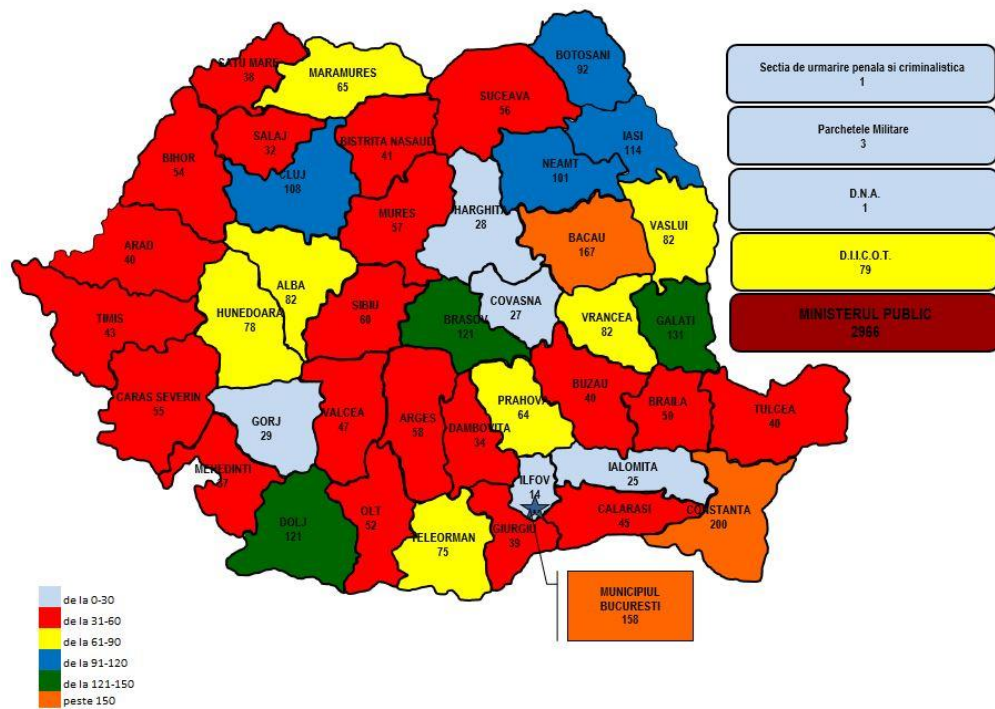 SATU MARE
38
MARAMURES
65
BOTOSANI
92
SUCEAVA
56
SALAJ
32
BISTRITA NASAUD
41
IASI
114
BIHOR
54
CLUJ
108
NEAMT
101
MURES
57
HARGHITA
28
BACAU
167
VASLUI
82
ARAD
40
ALBA
82
HUNEDOARA
78
SIBIU
60
BRASOV
121
COVASNA
27
VRANCEA
82
GALATI
131
TIMIS
43
CARAS SEVERIN
55
GORJ
29
VALCEA
47
ARGES
58
DAMBOVITA
34
PRAHOVA
64
BUZAU
40
BRAILA
TULCEA
40
MEHEDINTI
DOLJ
121
OLT
52
TELEORMAN
75
GIURGIU
39
ILFOV
14
IALOMITA
25
CALARASI
45
CONSTANTA
200
MUNICIPIUL
BUCURESTI
158
Sectia de urmarire penala si criminalistica
1
Parchetele Militare
3
D.N.A.
1
D.I.I.C.O.T.
79
MINISTERUL PUBLIC
2966
de la 0-30
de la 31-60
de la 61-90
de la 91-120
de la 121-150
peste 150